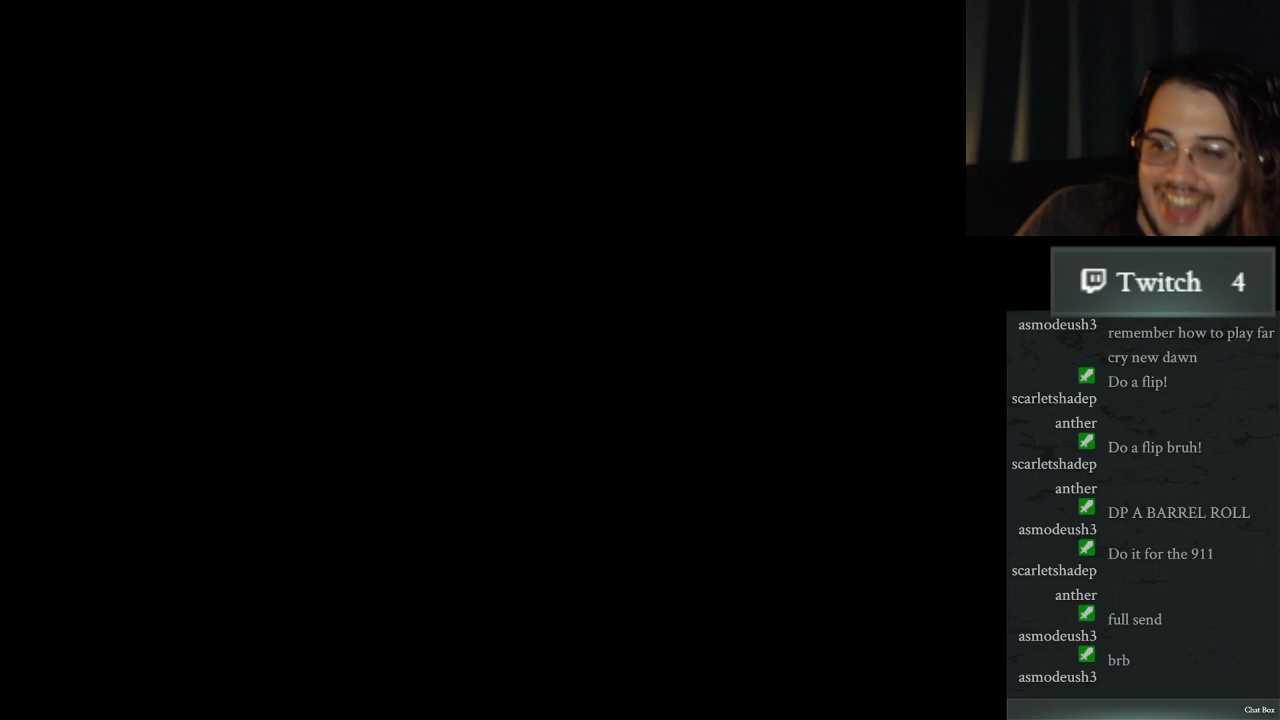 Twitch 4
asmodeush3
remember how to play far
cry new dawn
Do a flip!
scarletshadep
anther
Do a flip bruh!
scarletshadep
anther
DP A BARREL ROLL
asmodeush3
Do it for the 911
scarletshadep
anther
full send
asmodeush3
brb
asmodeush3
Chat Box